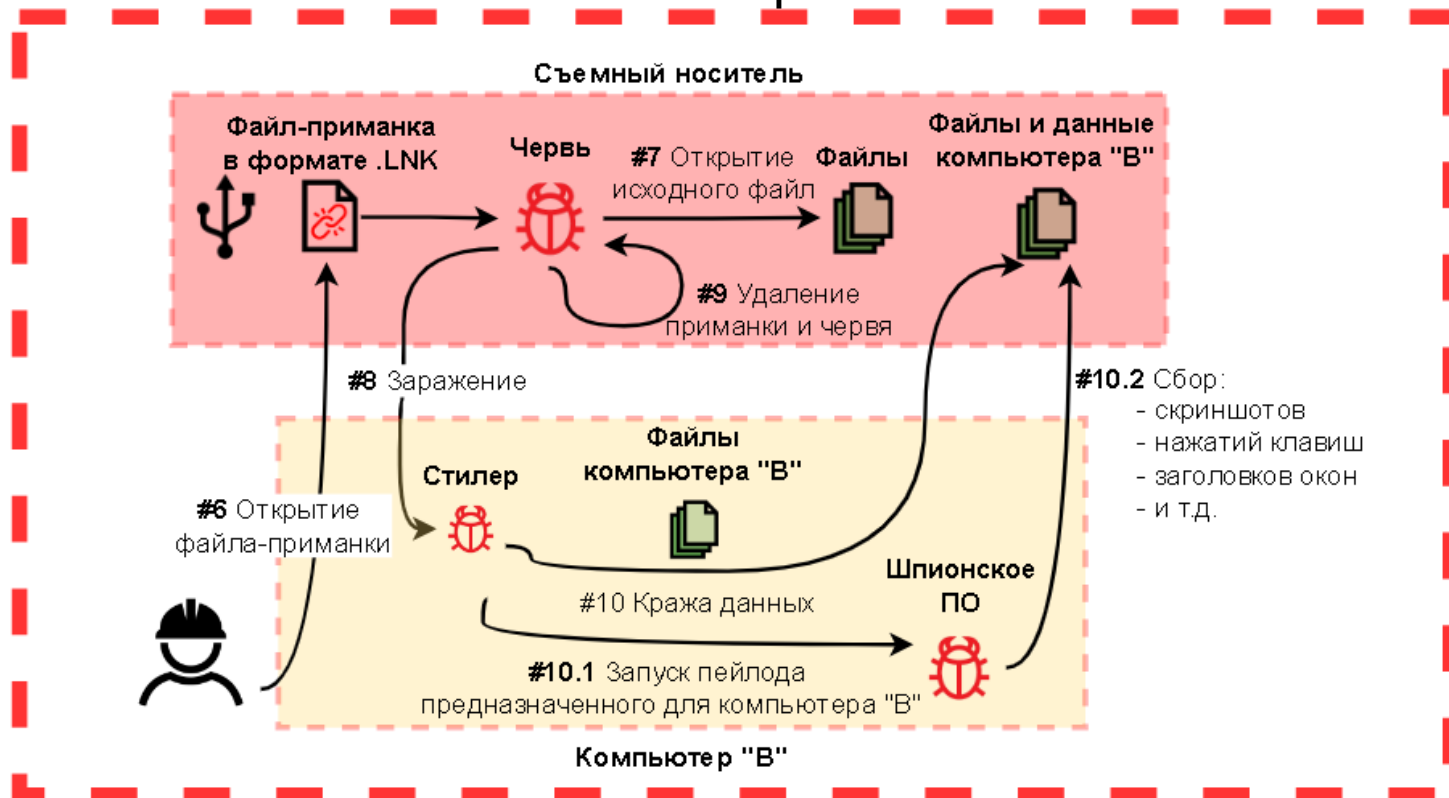 Съемный носитель
Файл-приманка
в формате .LNK
Червь
#7 Открытие
исходного файл
Файлы
Файлы и данные
компьютера "В"
#9 Удаление
приманки и червя
#8 Заражение
#10.2 Сбор:
- скриншотов
- нажатий клавиш
- заголовков окон
- и т.д.
Файлы
компьютера "В"
Стилер
#6 Открытие
файла-приманки
Шпионское
ПО
#10 Кража данных
#10.1 Запуск пейлода
предназначенного для компьютера "В"
Компьютер "В"